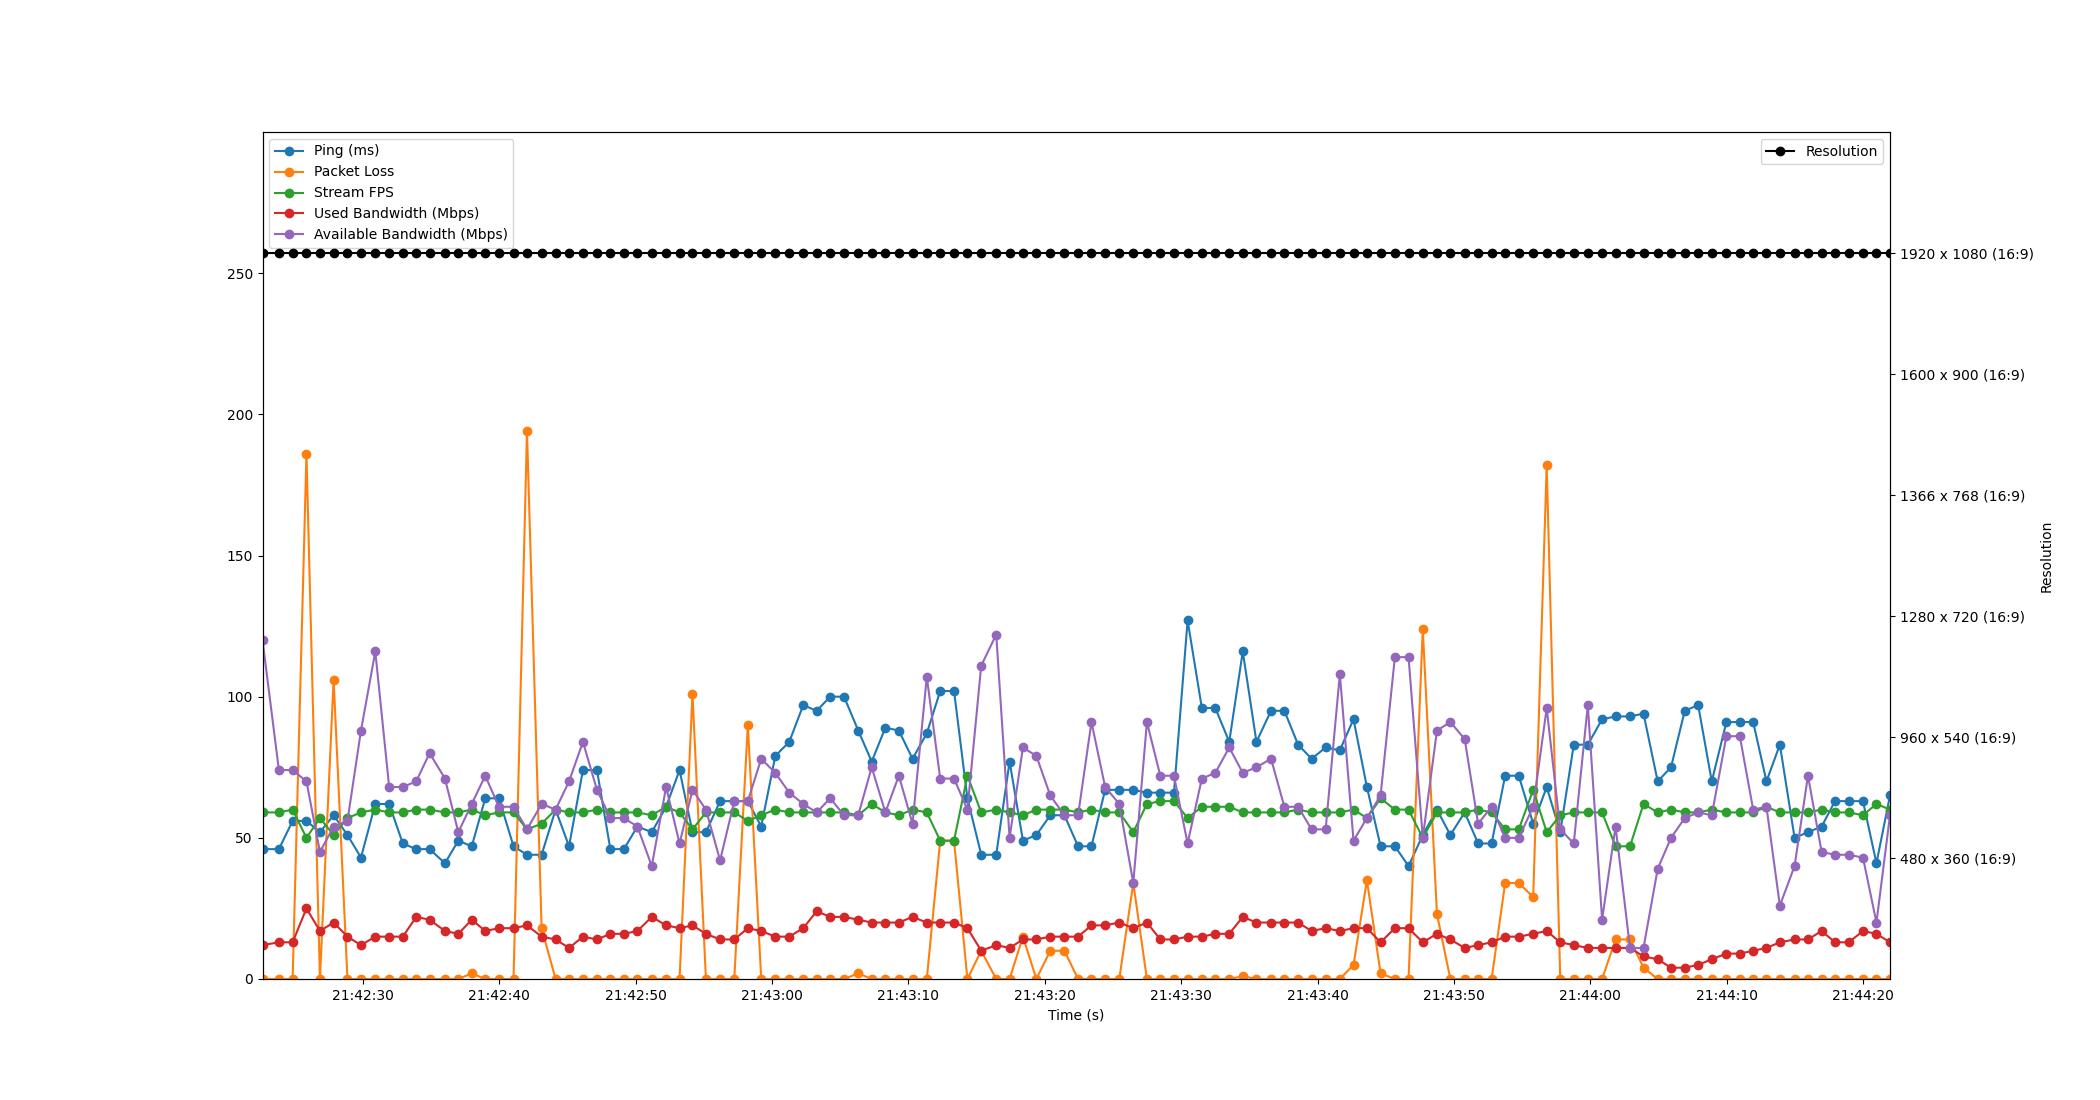 Ping (ms)
Packet Loss
Stream FPS
Used Bandwidth (Mbps)
Available Bandwidth (Mbps)
Resolution
250
200
150
100
50
0
1920 x 1080 (16:9)
1600 x 900 (16:9)
1366 x 768 (16:9)
1280 x 720 (16:9)
960 x 540 (16:9)
480 x 360 (16:9)
Resolution
21:42:30
21:42:40
21:42:50
21:43:00
21:43:10
21:43:20
21:43:30
21:43:40
21:43:50
21:44:00
21:44:10
21:44:20
Time (s)